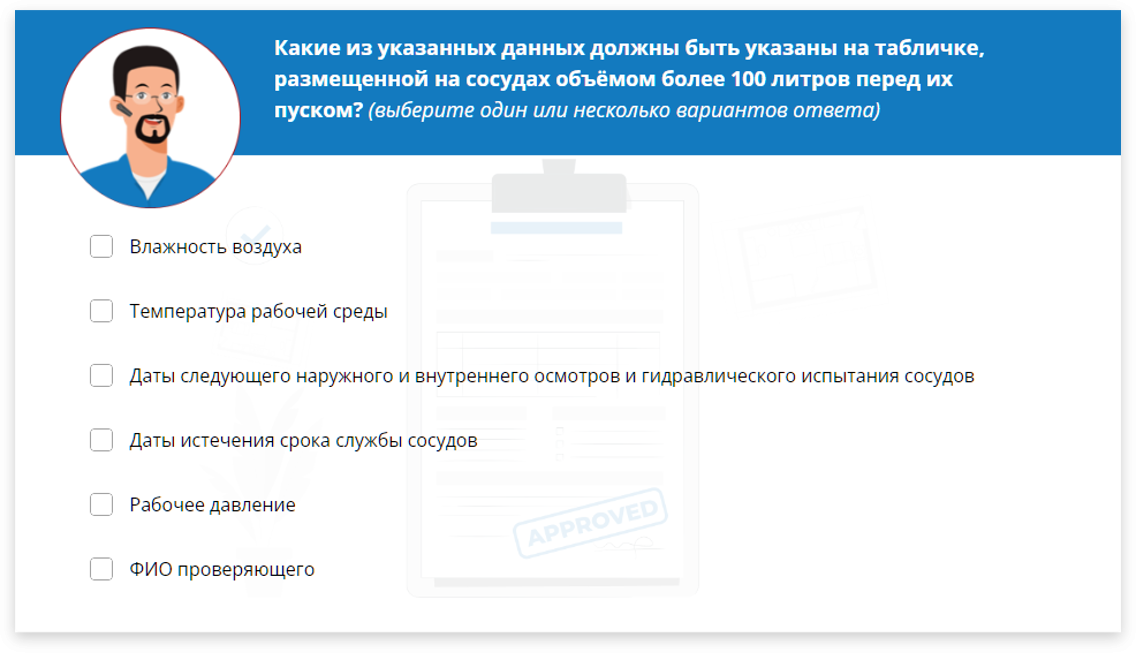 Какие из указанных данных должны быть указаны на табличке,
размещенной на сосудах объёмом более 100 литров перед их
пуском? (выберите один или несколько вариантов ответа)
Влажность воздуха
Температура рабочей среды
Даты следующего наружного и внутреннего осмотров и гидравлического испытания сосудов
Даты истечения срока службы сосудов
Рабочее давление
APPROVED
ФИО проверяющего